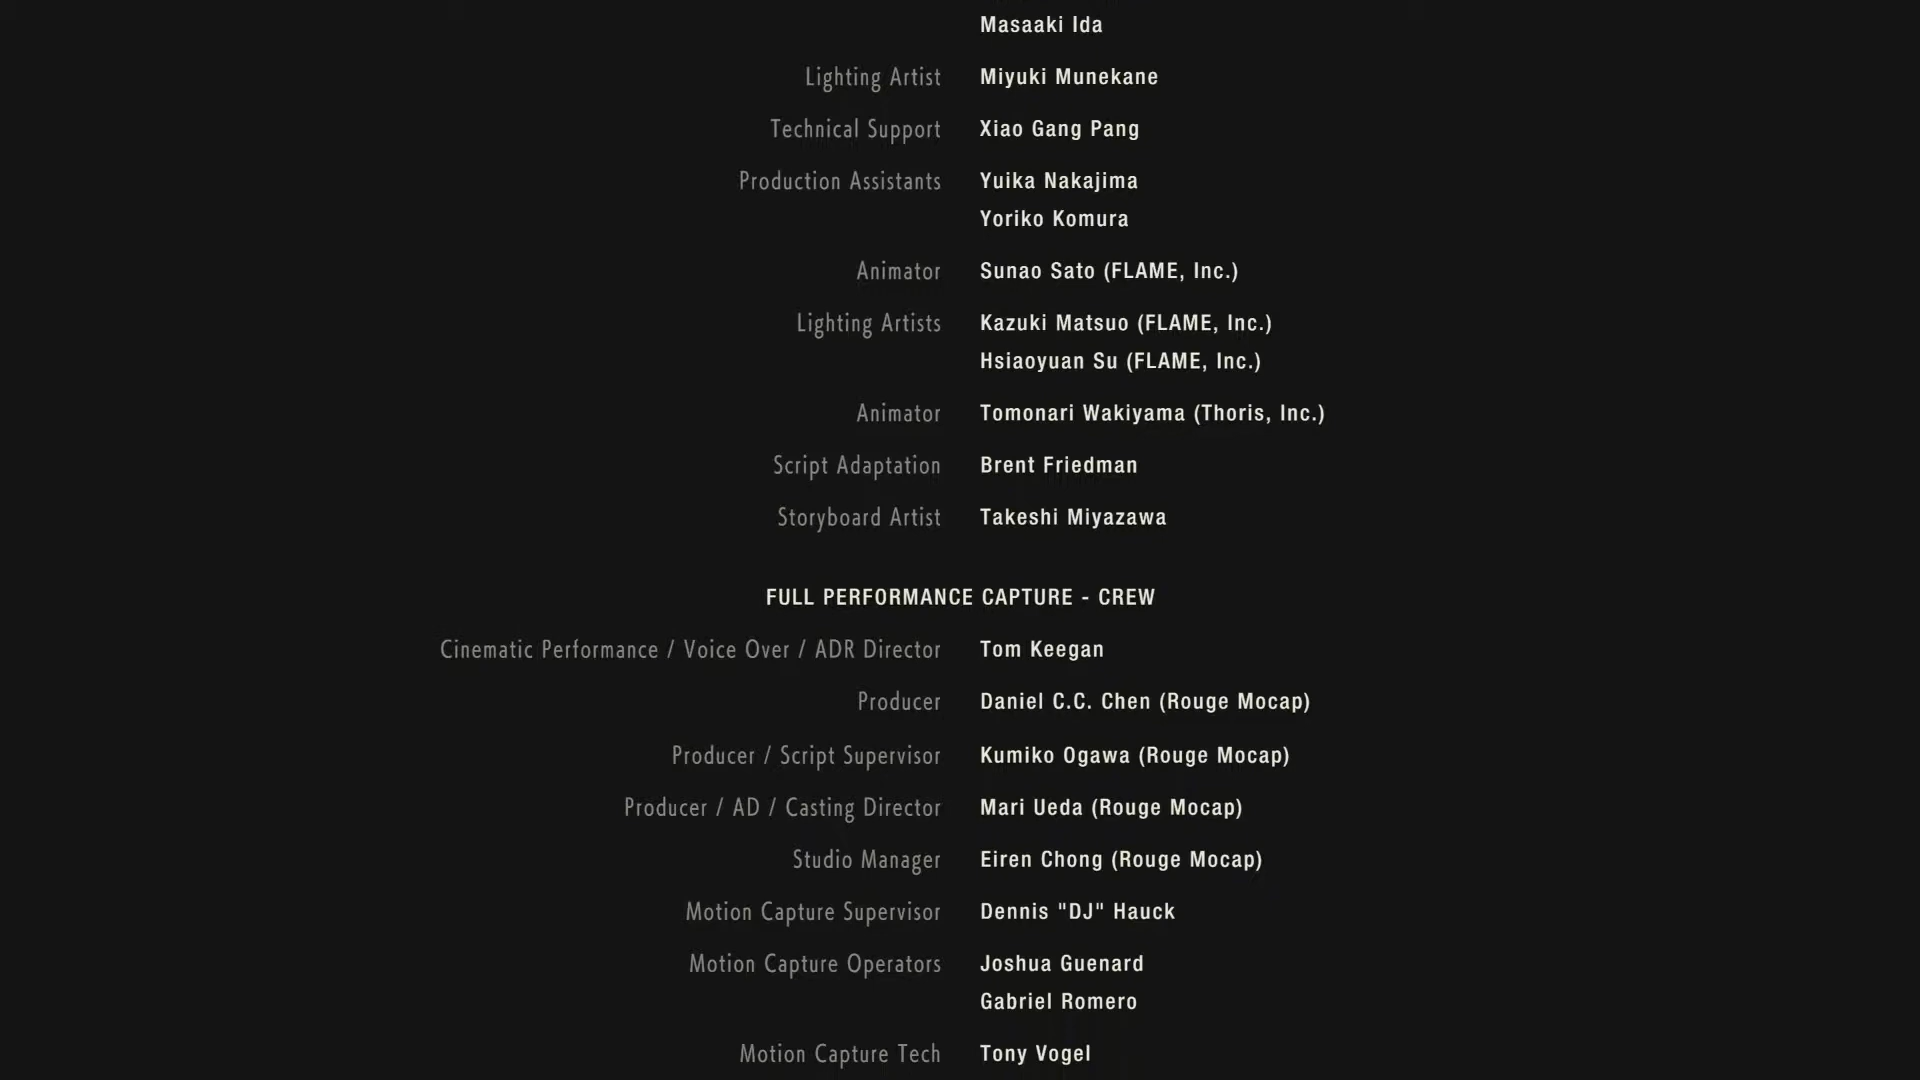 Masaaki Ida
Lighting Artist Miyuki Munekane
Technical Support Xiao Gang Pang
Production Assistants Yuika Nakajima
Yoriko Komura
Animator Sunao Sato (FLAME, Inc.)
Lighting Artists Kazuki Matsuo (FLAME, Inc.)
Hsiaoyuan Su (FLAME, Inc.)
Animator Tomonari Wakiyama (Thoris, Inc.)
Script Adaptation Brent Friedman
Storyboard Artist Takeshi Miyazawa
FULL PERFORMANCE CAPTURE - CREW
Cinematic Performance / Voice Over / ADR Director Tom Keegan
Producer Daniel C.C. Chen (Rouge Mocap)
Producer / Script Supervisor Kumiko Ogawa (Rouge Mocap)
Producer / AD / Casting Director Mari Ueda (Rouge Mocap)
Studio Manager Eiren Chong (Rouge Mocap)
Motion Capture Supervisor Dennis "DJ" Hauck
Motion Capture Operators Joshua Guenard
Gabriel Romero
Motion Capture Tech Tony Vogel